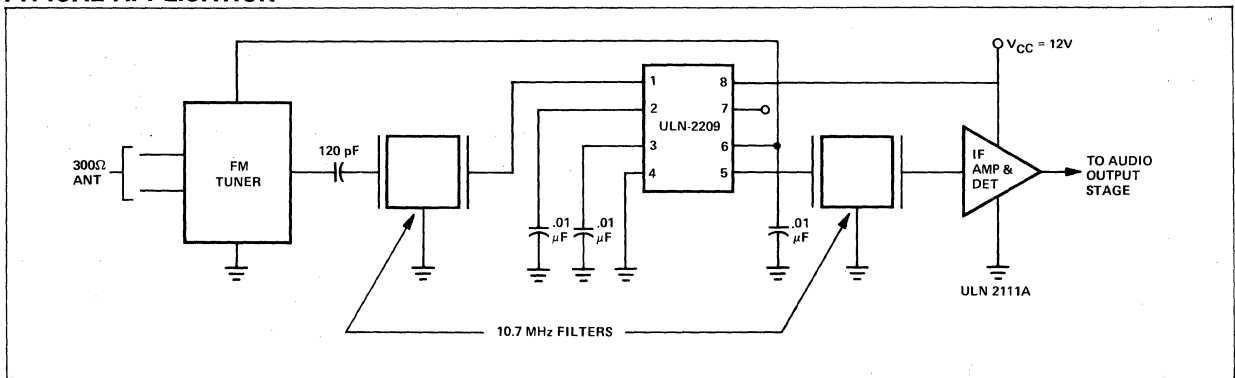 VCC = 12V
1 8
2 7
ULN-2209
3 6
4 5
300Ω
ANT
FM
TUNER
120 pF
.01
μF
.01
μF
.01
μF
IF
AMP &
DET
TO AUDIO
OUTPUT
STAGE
ULN 2111A
10.7 MHz FILTERS